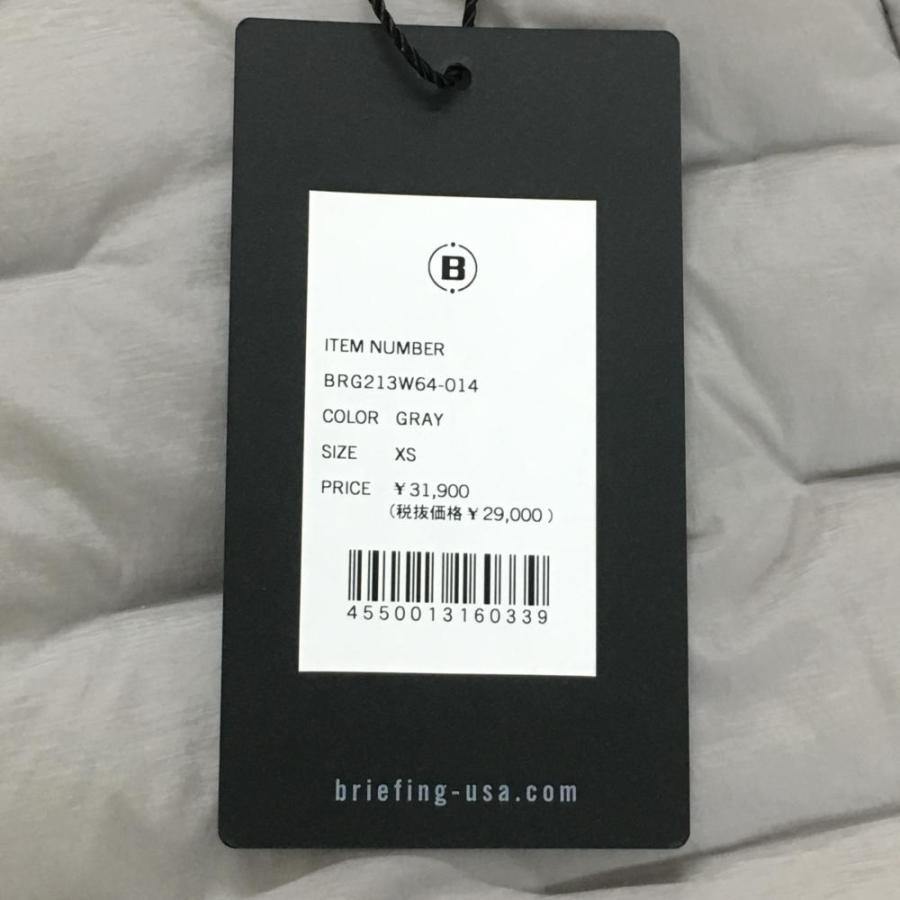 B
ITEM NUMBER
BRG213W64-014
COLOR GRAY
SIZE XS
PRICE ¥31,900
(税抜価格¥29,000)
4550013160339
briefing-usa.com